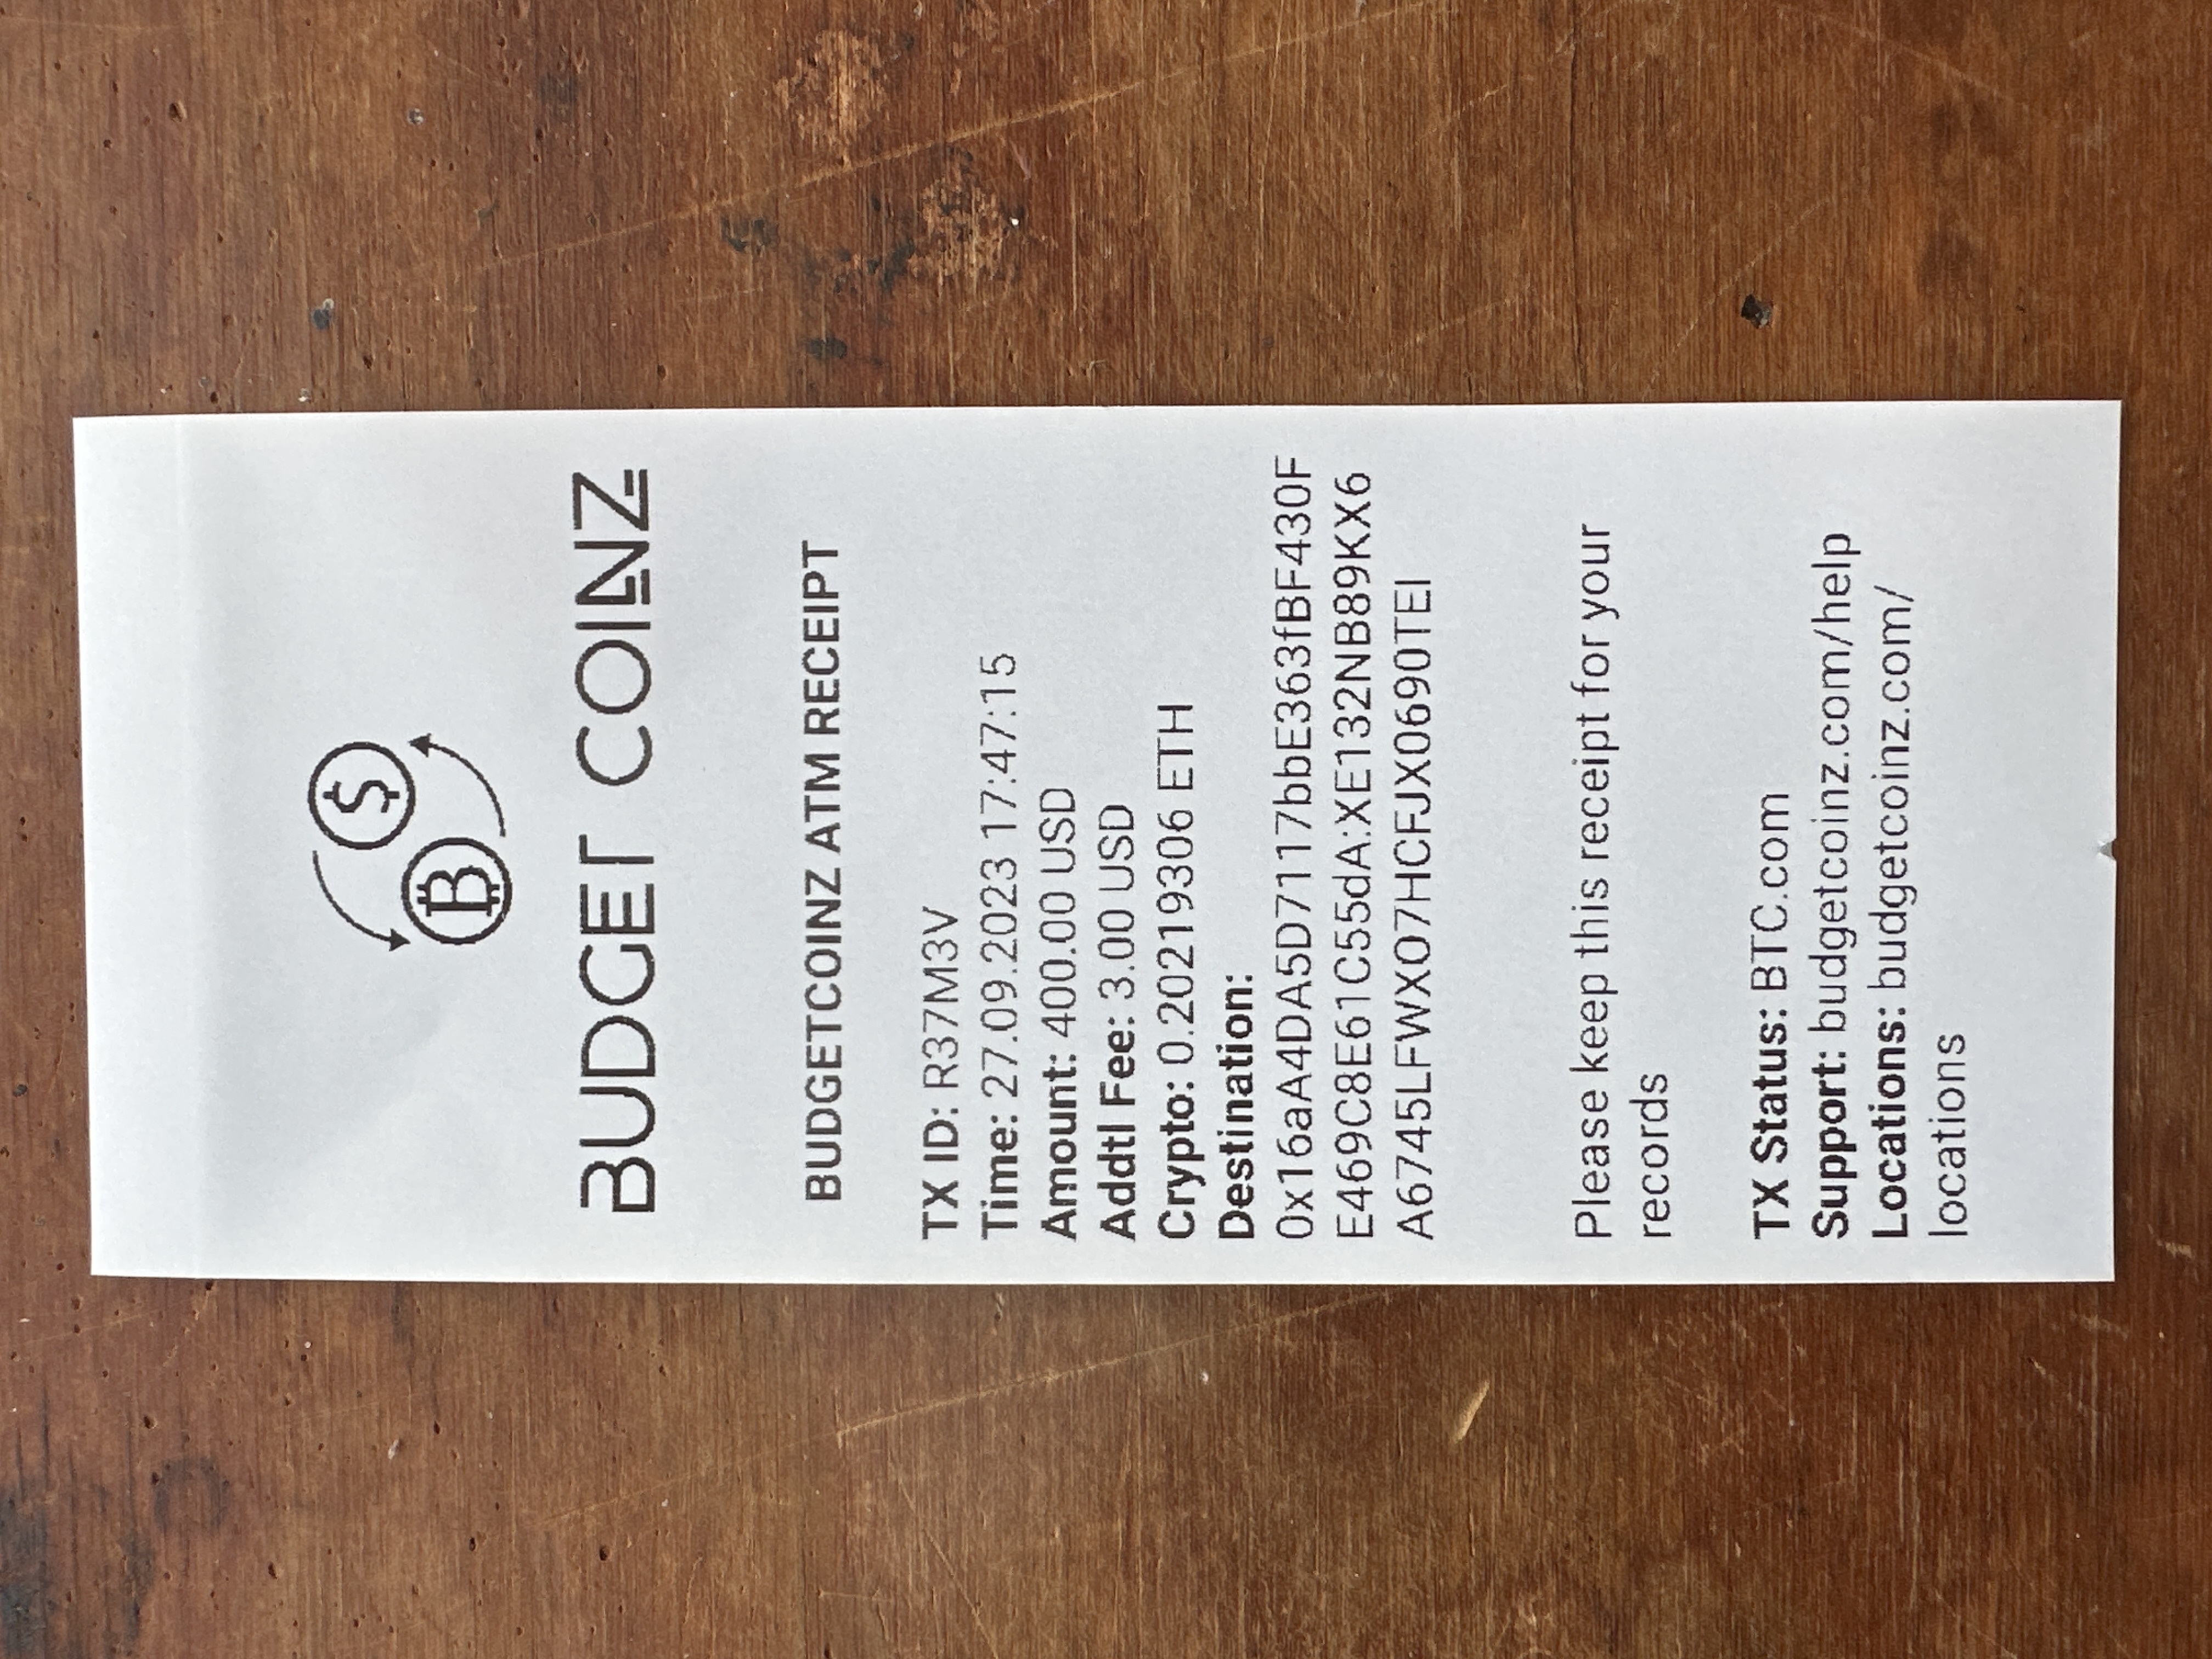 BUDGET COINZ
BUDGETCOINZ ATM RECEIPT
TX ID: R37M3V
Time: 27.09.2023 17:47:15
Amount: 400.00 USD
Addtl Fee: 3.00 USD
Crypto: 0.20219306 ETH
Destination:
0x16aA4DA5D7117bbE363fBF430F
E469C8E61C55dA:XE132NB89KX6
A6745LFWXO7HCFJX0690TEI
Please keep this receipt for your
records
TX Status: BTC.com
Support: budgetcoinz.com/help
Locations: budgetcoinz.com/
locations